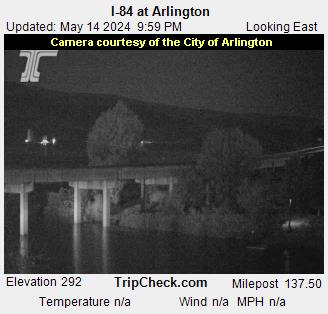 I-84 at Arlington
Updated: May 14 2024 9:59 PM Looking East
Camera courtesy of the City of Arlington
Elevation 292 TripCheck.com Milepost 137.50
Temperature n/a Wind n/a MPH n/a